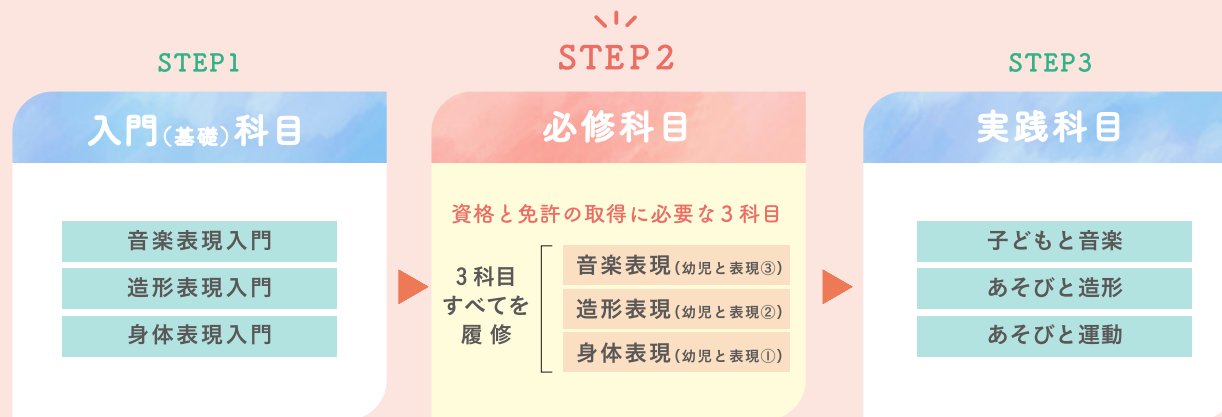 STEP1
入門(基礎)科目
音楽表現入門
造形表現入門
身体表現入門
STEP2
必修科目
資格と免許の取得に必要な3科目
3科目
すべてを
履修
音楽表現(幼児と表現③)
造形表現(幼児と表現②)
身体表現(幼児と表現①)
STEP3
実践科目
子どもと音楽
あそびと造形
あそびと運動